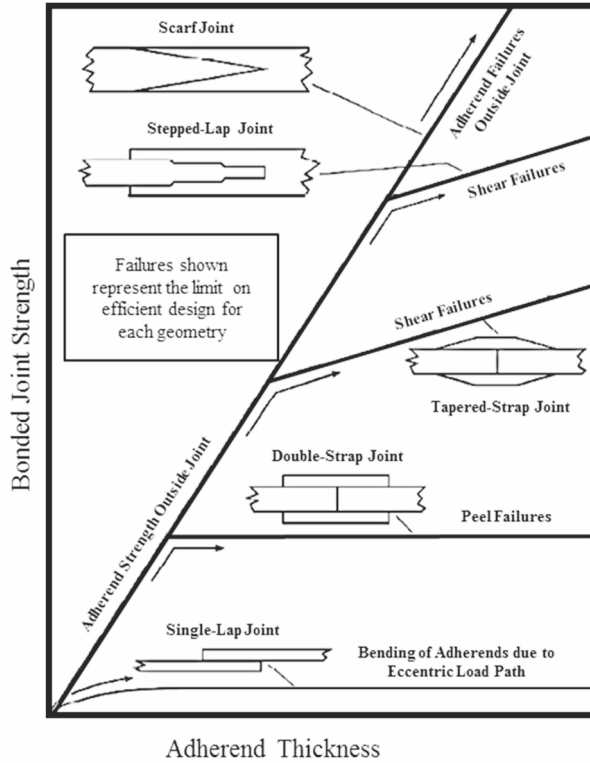 Scarf Joint
Adherend Failures
Outside Joint
Stepped-Lap Joint
Shear Failures
Failures shown
represent the limit on
efficient design for
each geometry
Shear Failures
Tapered-Strap Joint
Double-Strap Joint
Peel Failures
Adherend Strength Outside Joint
Single-Lap Joint
Bending of Adherends due to
Eccentric Load Path
Bonded Joint Strength
Adherend Thickness